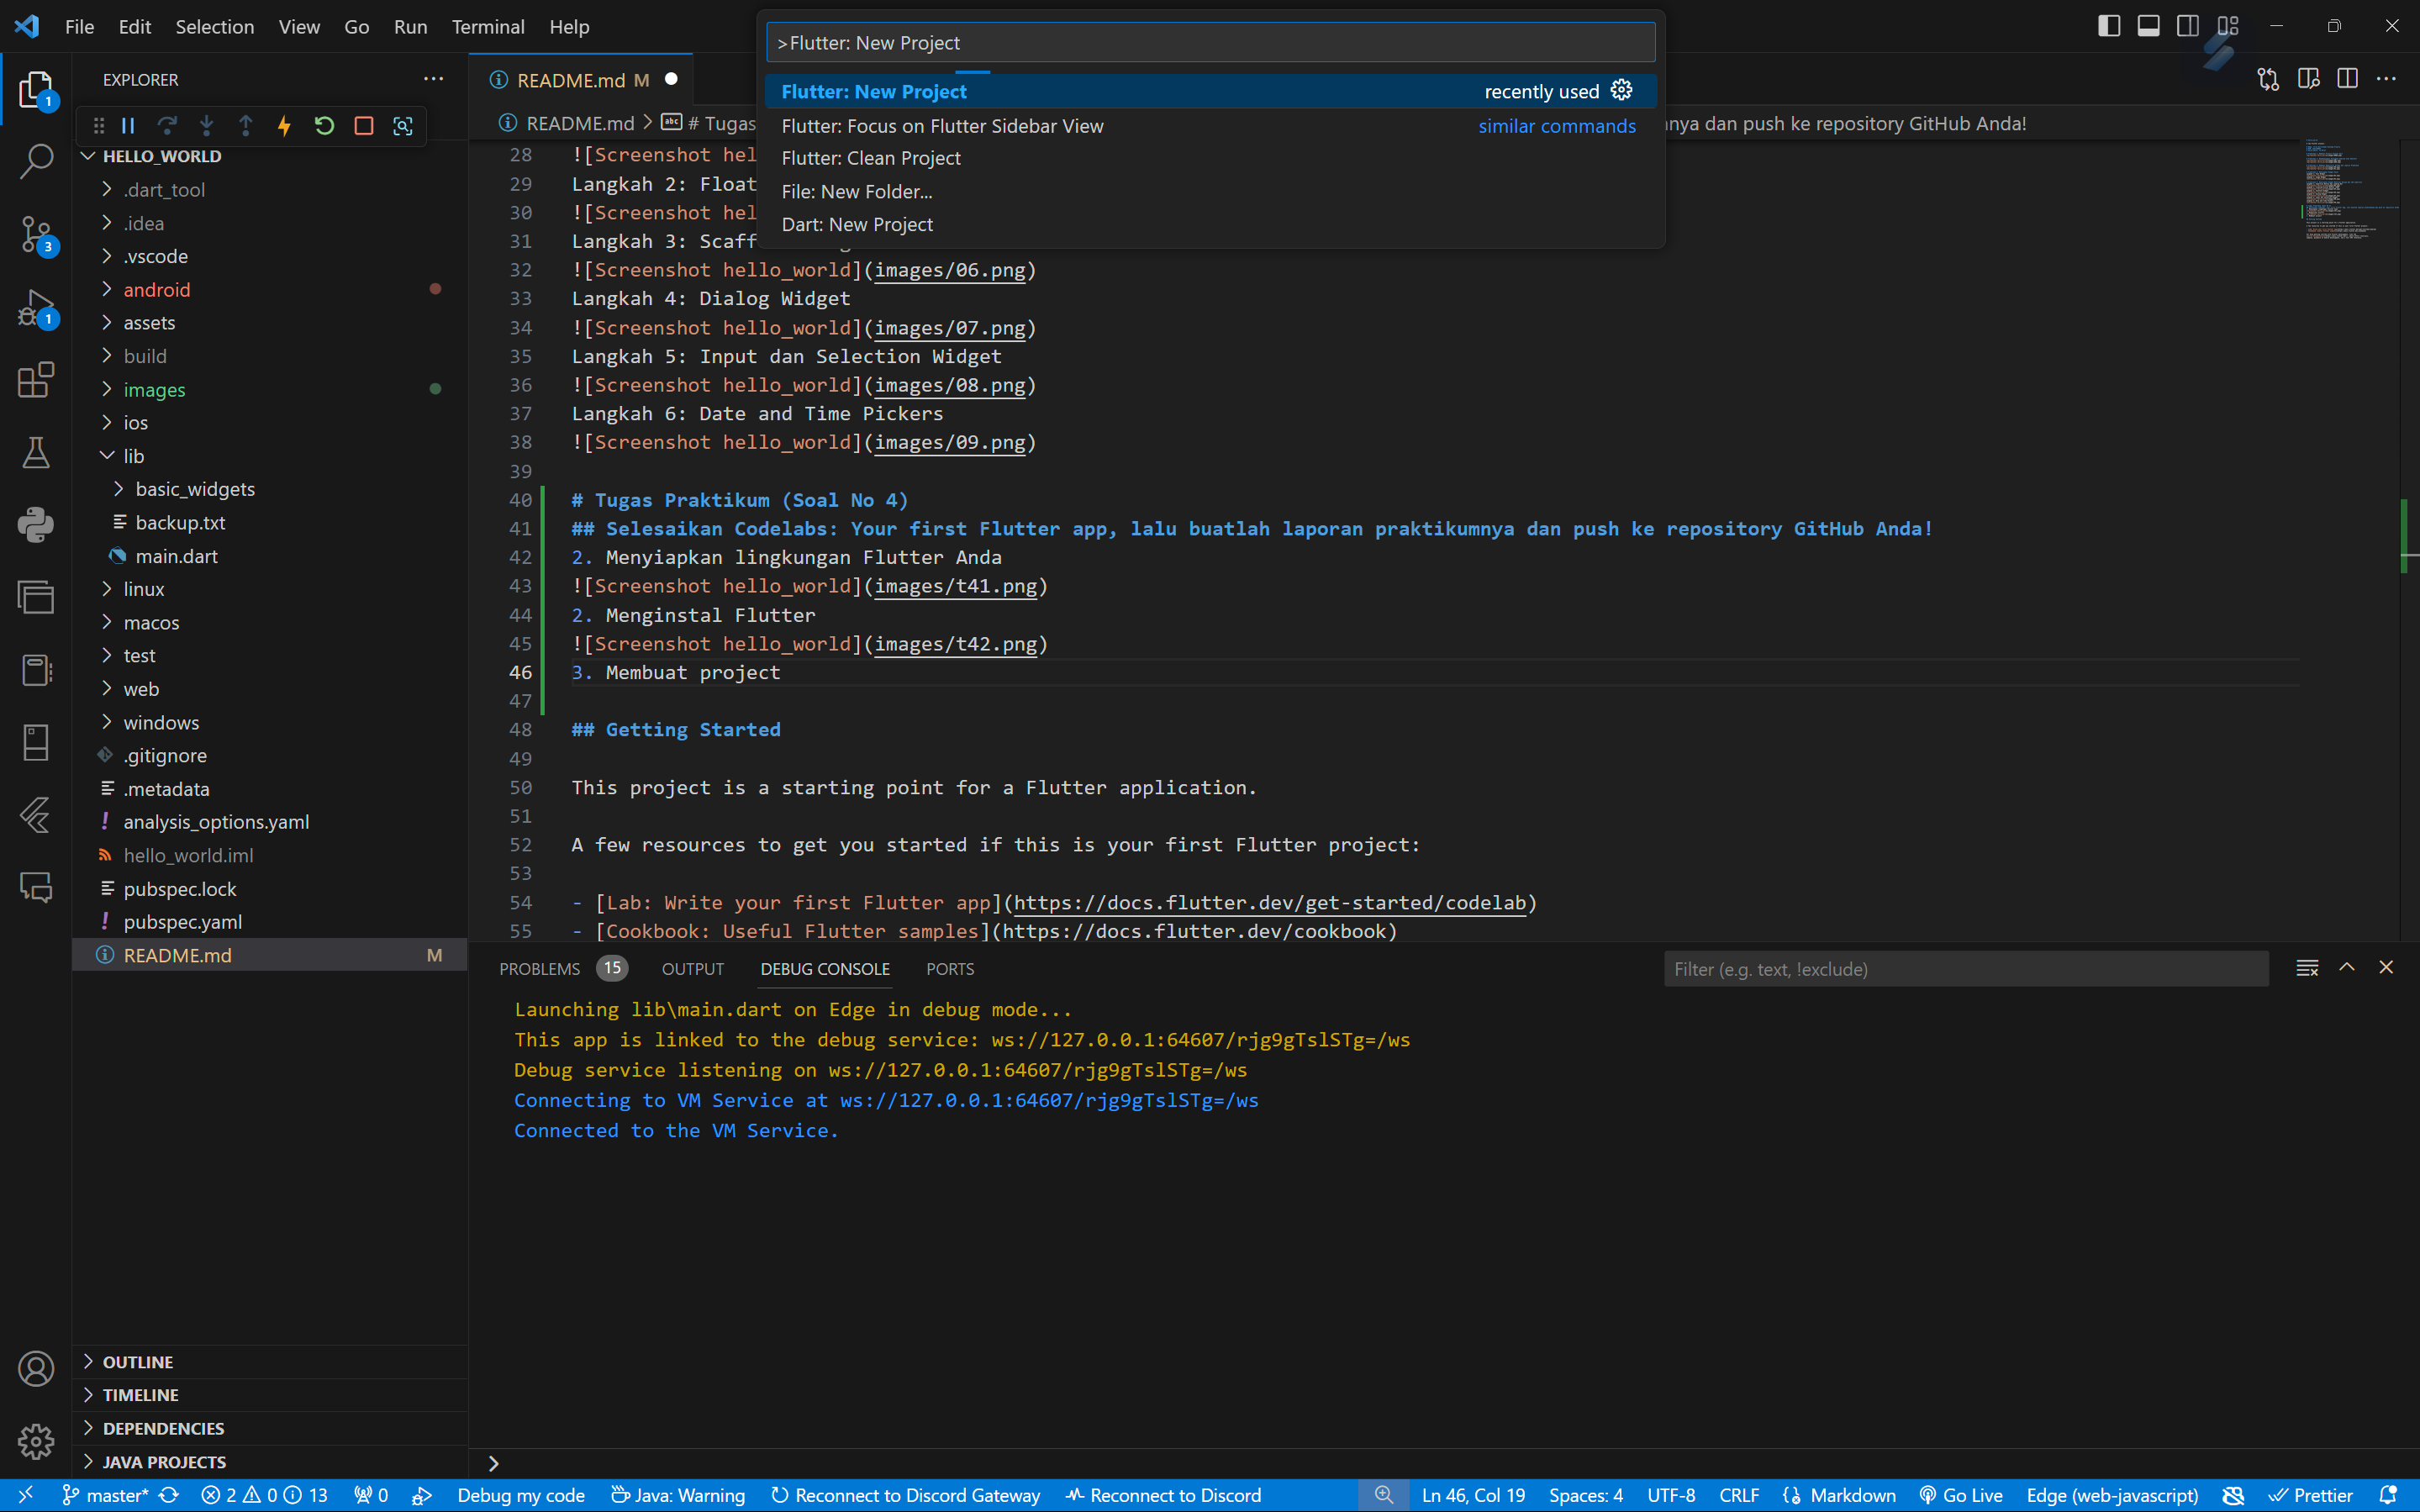 File Edit Selection View Go Run Terminal Help
>Flutter: New Project
Flutter: New Project recently used
Flutter: Focus on Flutter Sidebar View similar commands
Flutter: Clean Project
File: New Folder...
Dart: New Project
EXPLORER
HELLO_WORLD
.dart_tool
.idea
.vscode
android
assets
build
images
ios
lib
basic_widgets
backup.txt
main.dart
linux
macos
test
web
windows
.gitignore
.metadata
analysis_options.yaml
hello_world.iml
pubspec.lock
pubspec.yaml
README.md M
OUTLINE
TIMELINE
DEPENDENCIES
JAVA PROJECTS
1
3
1
README.md M
README.md > # Tugas nya dan push ke repository GitHub Anda!
28 ![Screenshot hel
29 Langkah 2: Float
30 ![Screenshot hel
31 Langkah 3: Scaff
32 ![Screenshot hello_world](images/06.png)
33 Langkah 4: Dialog Widget
34 ![Screenshot hello_world](images/07.png)
35 Langkah 5: Input dan Selection Widget
36 ![Screenshot hello_world](images/08.png)
37 Langkah 6: Date and Time Pickers
38 ![Screenshot hello_world](images/09.png)
39
40 # Tugas Praktikum (Soal No 4)
41 ## Selesaikan Codelabs: Your first Flutter app, lalu buatlah laporan praktikumnya dan push ke repository GitHub Anda!
42 2. Menyiapkan lingkungan Flutter Anda
43 ![Screenshot hello_world](images/t41.png)
44 2. Menginstal Flutter
45 ![Screenshot hello_world](images/t42.png)
46 3. Membuat project
47
48 ## Getting Started
49
50 This project is a starting point for a Flutter application.
51
52 A few resources to get you started if this is your first Flutter project:
53
54 - [Lab: Write your first Flutter app](https://docs.flutter.dev/get-started/codelab)
55 - [Cookbook: Useful Flutter samples](https://docs.flutter.dev/cookbook)
PROBLEMS 15 OUTPUT DEBUG CONSOLE PORTS Filter (e.g. text, !exclude)
Launching lib\main.dart on Edge in debug mode...
This app is linked to the debug service: ws://127.0.0.1:64607/rjg9gTslSTg=/ws
Debug service listening on ws://127.0.0.1:64607/rjg9gTslSTg=/ws
Connecting to VM Service at ws://127.0.0.1:64607/rjg9gTslSTg=/ws
Connected to the VM Service.
master* 2 0 13 0 Debug my code Java: Warning Reconnect to Discord Gateway Reconnect to Discord Ln 46, Col 19 Spaces: 4 UTF-8 CRLF Markdown Go Live Edge (web-javascript) Prettier